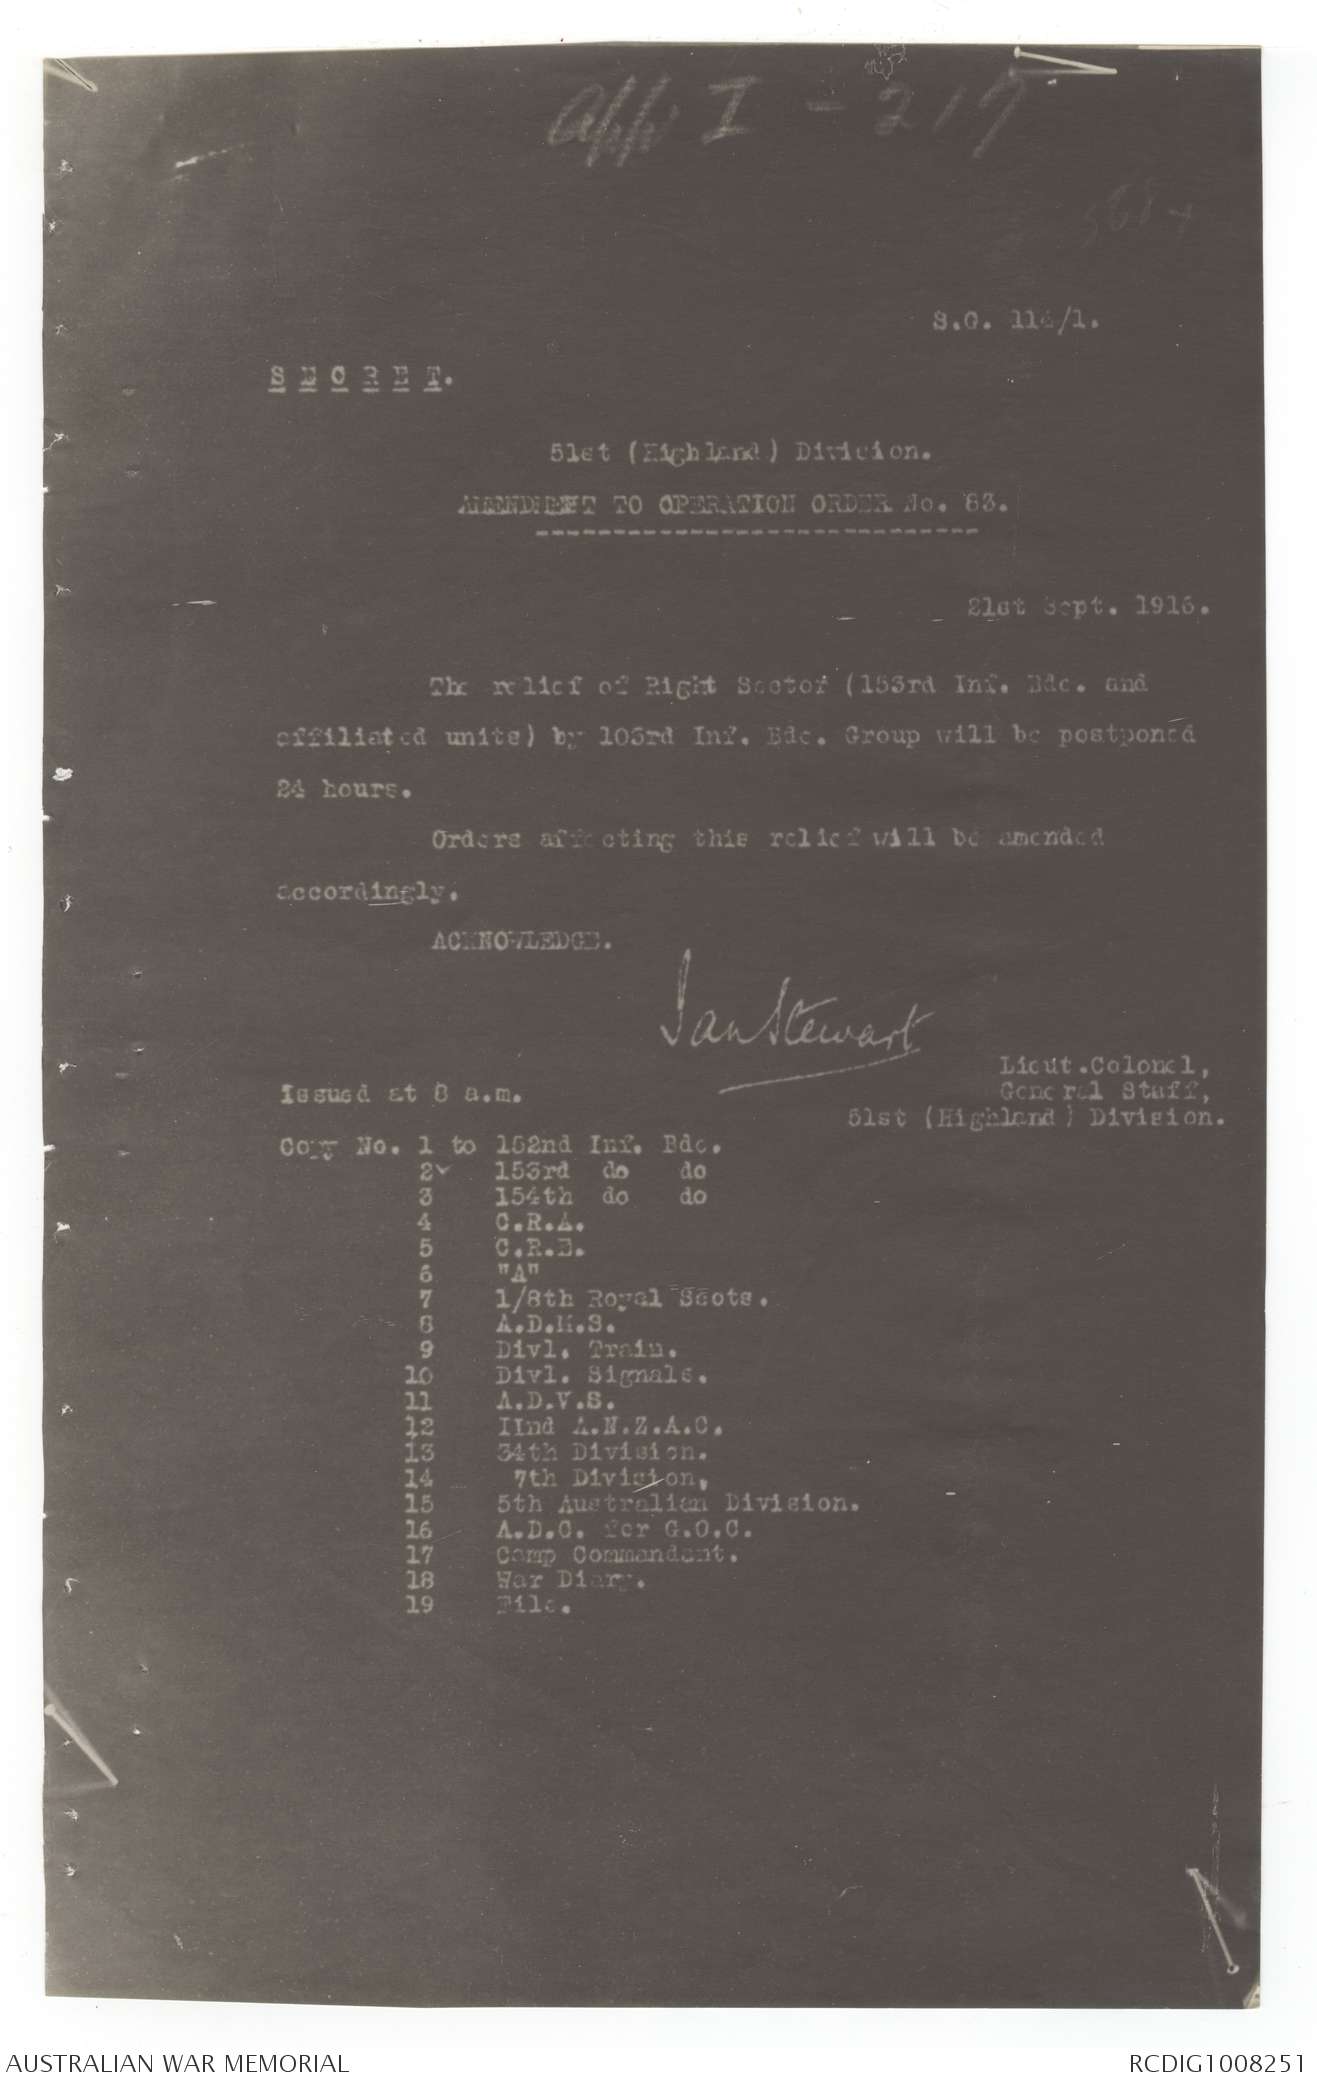 App I - 217
S.G. 114/1.
SECRET.
51st (Highland) Division.
AMENDMENT TO OPERATION ORDER No. 83.
21st Sept. 1916.
The relief of Right Sector (153rd Inf. Bde. and
affiliated units) by 103rd Inf. Bde. Group will be postponed
24 hours.
Orders affecting this relief will be amended
accordingly.
ACKNOWLEDGE.
Ian Stewart
Lieut.Colonel,
General Staff,
51st (Highland) Division.
Issued at 8 a.m.
Copy No. 1 to 152nd Inf. Bde.
2 153rd do do
3 154th do do
4 C.R.A.
5 C.R.E.
6 "A"
7 1/8th Royal Scots.
8 A.D.M.S.
9 Divl. Train.
10 Divl. Signals.
11 A.D.V.S.
12 IInd A.N.Z.A.C.
13 34th Division.
14 7th Division,
15 5th Australian Division.
16 A.D.C. for G.O.C.
17 Camp Commandant.
18 War Diary.
19 File.
AUSTRALIAN WAR MEMORIAL
RCDIG1008251